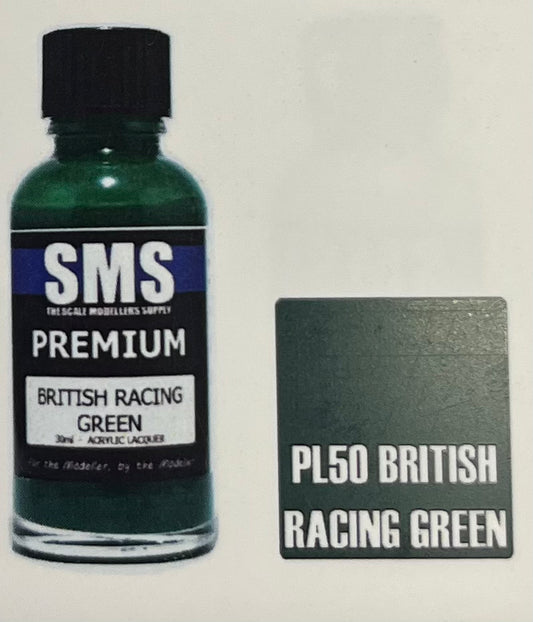 SMS
THE SCALE MODELLERS SUPPLY
PREMIUM
BRITISH RACING
GREEN
30ml - ACRYLIC LACQUER
For the Modeller, by the Modeller
PL50 BRITISH
RACING GREEN